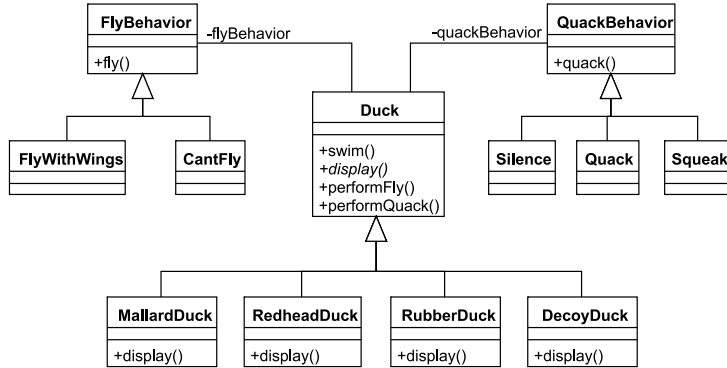 FlyBehavior
+fly()
-flyBehavior
-quackBehavior
QuackBehavior
+quack()
FlyWithWings
CantFly
Duck
+swim()
+display()
+performFly()
+performQuack()
Silence
Quack
Squeak
MallardDuck
+display()
RedheadDuck
+display()
RubberDuck
+display()
DecoyDuck
+display()